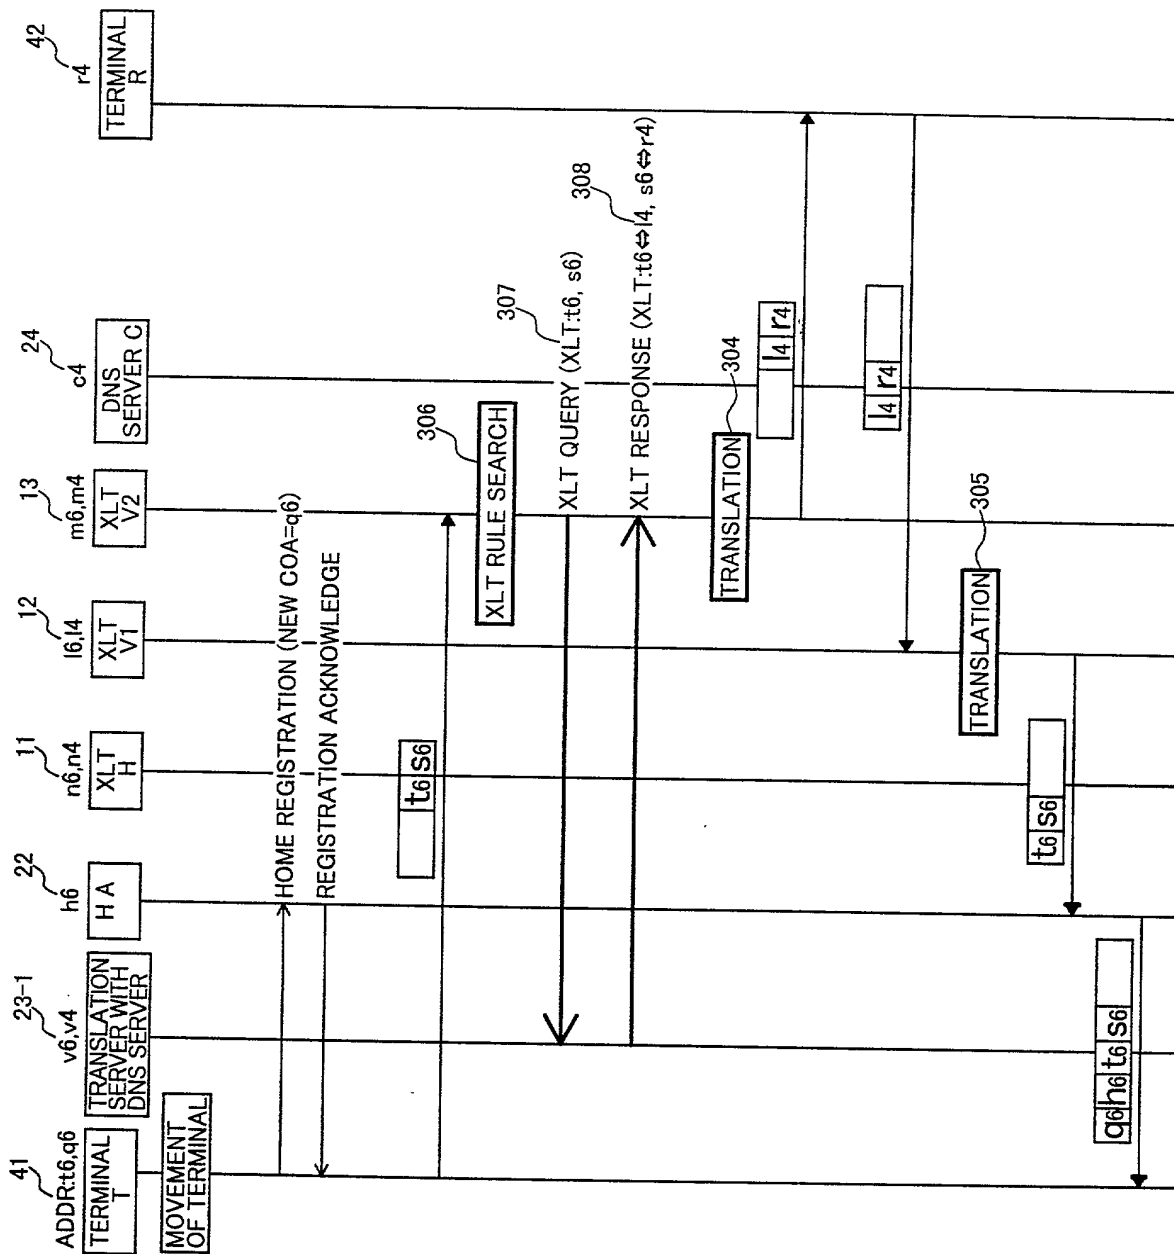 41
ADDR:t6,q6
TERMINAL
T
MOVEMENT
OF TERMINAL
23-1
v6,v4
TRANSLATION
SERVER WITH
DNS SERVER
22
h6
H A
11
n6,n4
XLT
H
12
l6,l4
XLT
V1
13
m6,m4
XLT
V2
24
c4
DNS
SERVER C
42
r4
TERMINAL
R
HOME REGISTRATION (NEW COA=q6)
REGISTRATION ACKNOWLEDGE
t6 s6
306
XLT RULE SEARCH
307
XLT QUERY (XLT:t6, s6)
308
XLT RESPONSE (XLT:t6⇔l4, s6⇔r4)
304
TRANSLATION
l4 r4
l4 r4
305
TRANSLATION
t6 s6
q6 h6 t6 s6